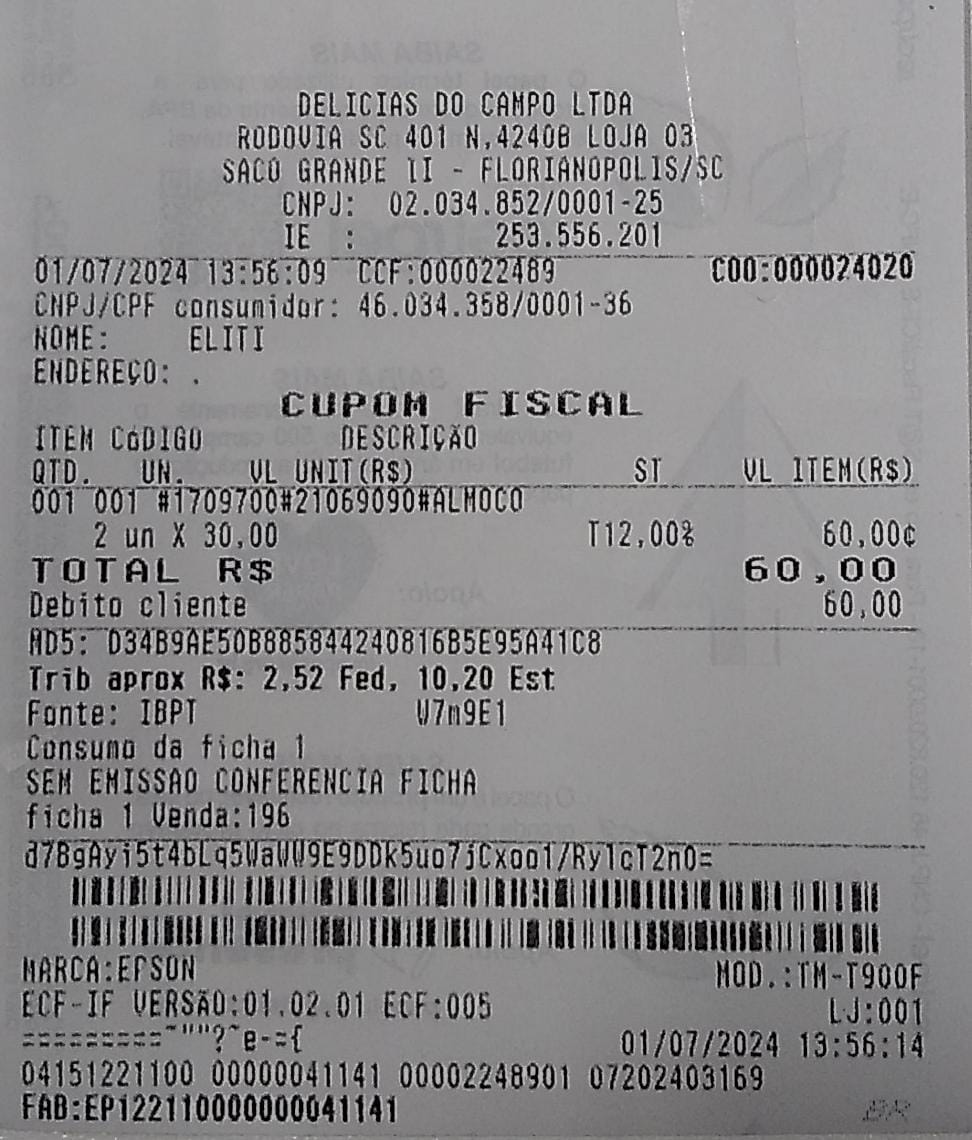 DELICIAS DO CAMPO LTDA
RODOVIA SC 401 N,4240B LOJA 03
SACO GRANDE II - FLORIANOPOLIS/SC
CNPJ: 02.034.852/0001-25
IE : 253.556.201
01/07/2024 13:56:09 CCF:000022489 COO:000024020
CNPJ/CPF consumidor: 46.034.358/0001-36
NOME: ELITI
ENDEREÇO: .
CUPOM FISCAL
ITEM CóDIGO DESCRIÇÃO
QTD. UN. VL UNIT(R$) ST VL ITEM(R$)
001 001 #1709700#21069090#ALMOCO
2 un X 30,00 T12,00% 60,00¢
TOTAL R$ 60,00
Debito cliente 60,00
MD5: D34B9AE50B885844240816B5E95A41C8
Trib aprox R$: 2,52 Fed, 10,20 Est
Fonte: IBPT W7m9E1
Consumo da ficha 1
SEM EMISSAO CONFERENCIA FICHA
ficha 1 Venda:196
MARCA:EPSON MOD.:TM-T900F
ECF-IF VERSÃO:01.02.01 ECF:005 LJ:001
01/07/2024 13:56:14
04151221100 00000041141 00002248901 07202403169
FAB:EP122110000000041141 BR